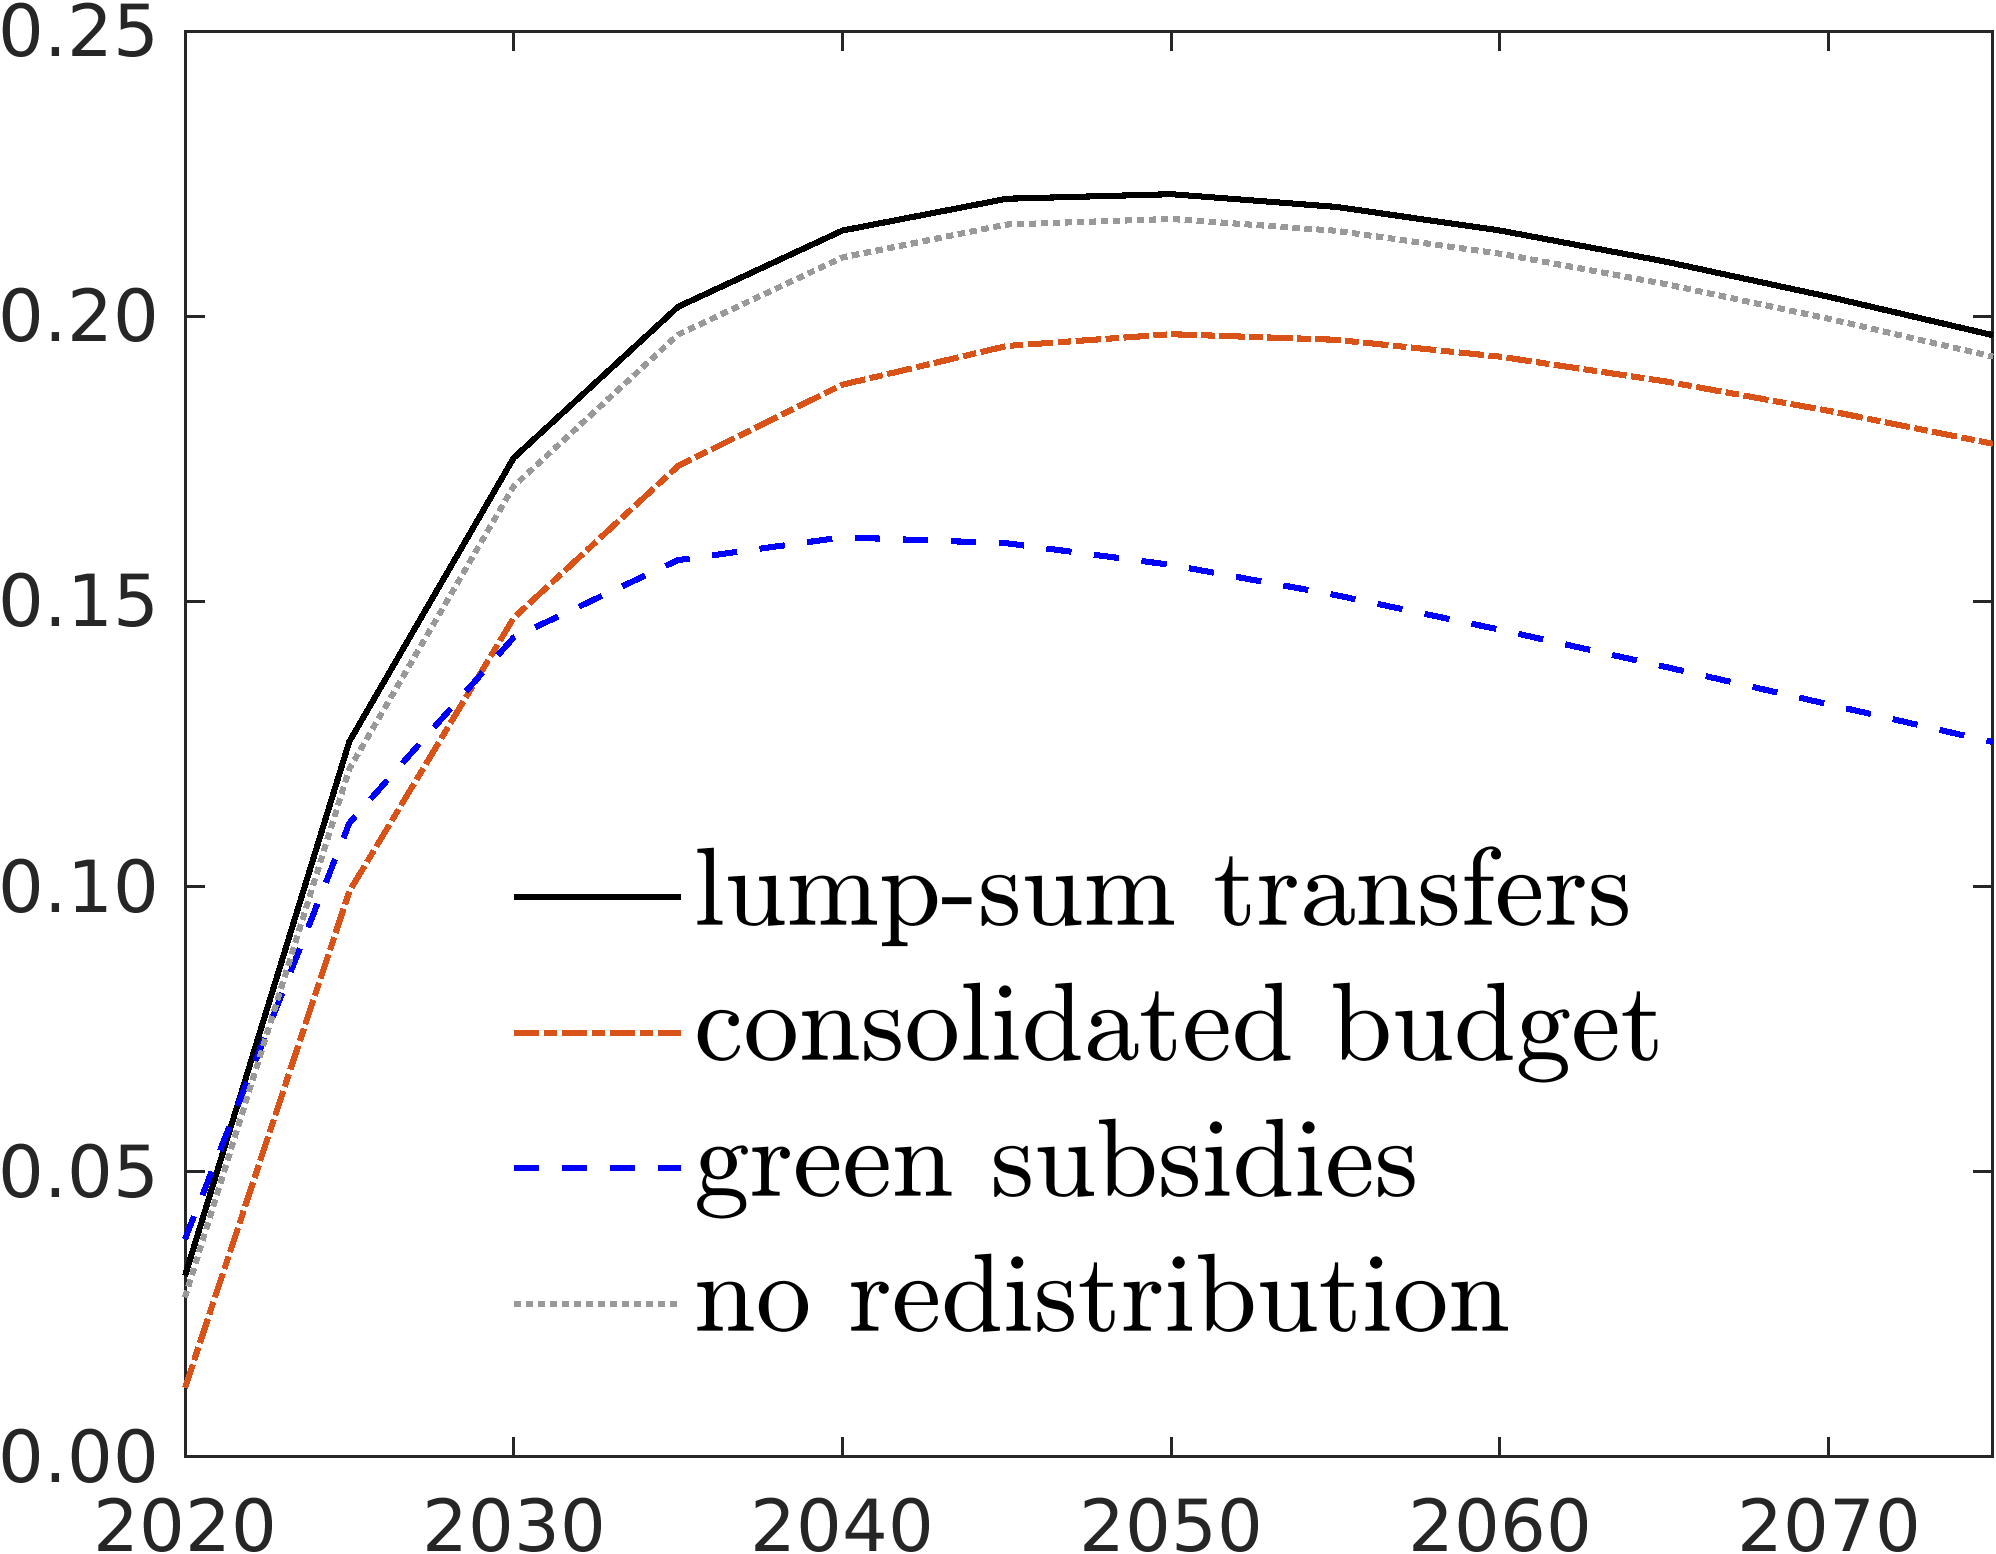 0.25
0.20
0.15
0.10
0.05
0.00
2020 2030 2040 2050 2060 2070
lump-sum transfers
consolidated budget
green subsidies
no redistribution